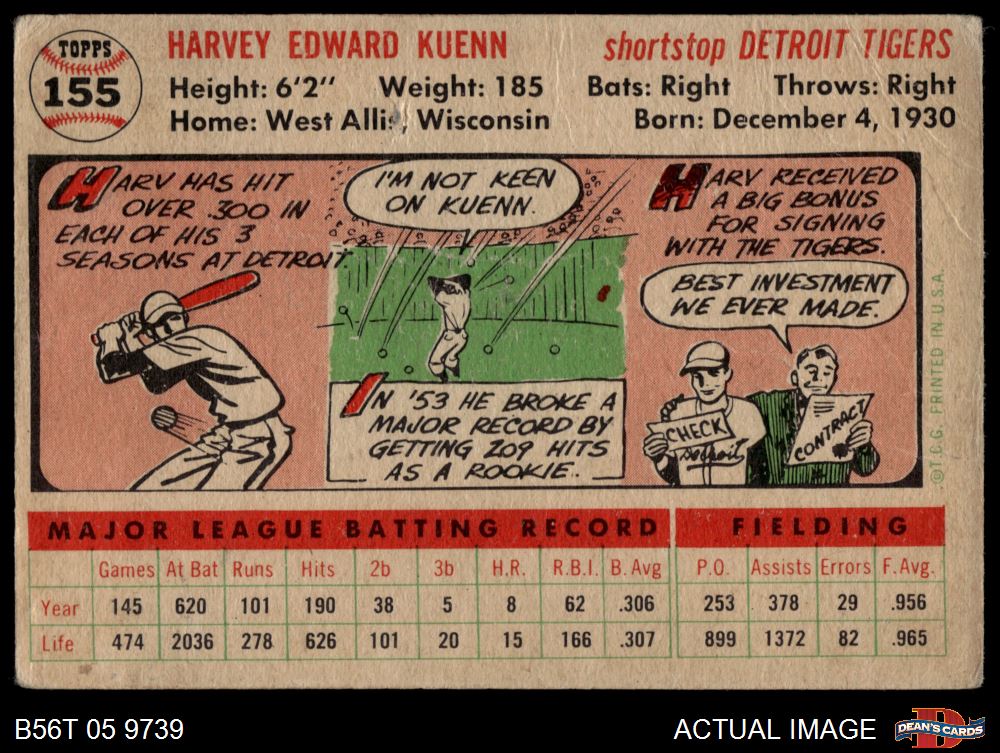 TOPPS
155
HARVEY EDWARD KUENN
shortstop DETROIT TIGERS
Height: 6'2" Weight: 185 Bats: Right Throws: Right
Home: West Allis, Wisconsin Born: December 4, 1930
HARV HAS HIT
OVER .300 IN
EACH OF HIS 3
SEASONS AT DETROIT.
I'M NOT KEEN
ON KUENN.
IN '53 HE BROKE A
MAJOR RECORD BY
GETTING 209 HITS
AS A ROOKIE.
HARV RECEIVED
A BIG BONUS
FOR SIGNING
WITH THE TIGERS.
BEST INVESTMENT
WE EVER MADE.
CHECK
Detroit
CONTRACT
©T.C.G. PRINTED IN U.S.A.
MAJOR LEAGUE BATTING RECORD FIELDING
Games At Bat Runs Hits 2b 3b H.R. R.B.I. B. Avg P.O. Assists Errors F. Avg.
Year 145 620 101 190 38 5 8 62 .306 253 378 29 .956
Life 474 2036 278 626 101 20 15 166 .307 899 1372 82 .965
B56T 05 9739
ACTUAL IMAGE
D
DEAN'S CARDS